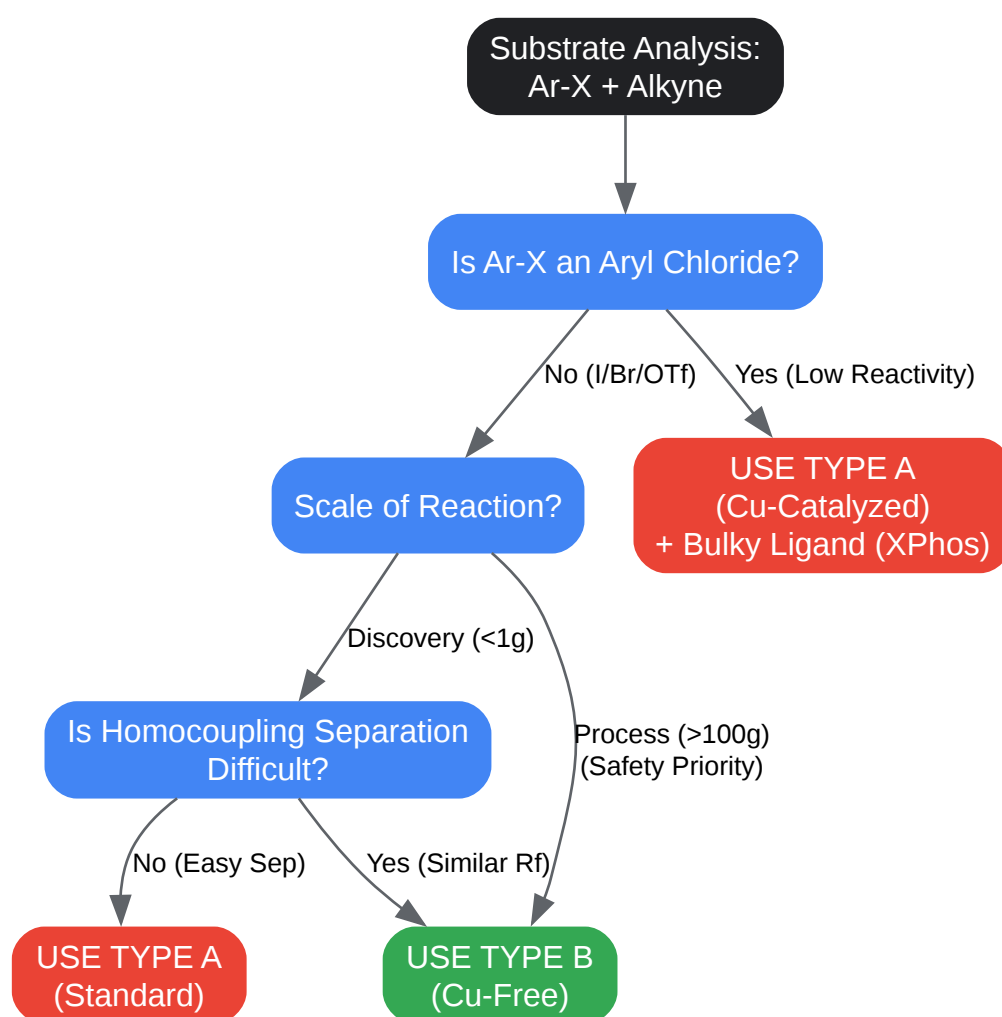 Substrate Analysis:
Ar-X + Alkyne
Is Ar-X an Aryl Chloride?
No (I/Br/OTf)
Yes (Low Reactivity)
USE TYPE A
(Cu-Catalyzed)
+ Bulky Ligand (XPhos)
Scale of Reaction?
Discovery (<1g)
Process (>100g)
(Safety Priority)
Is Homocoupling Separation
Difficult?
No (Easy Sep)
Yes (Similar Rf)
USE TYPE A
(Standard)
USE TYPE B
(Cu-Free)